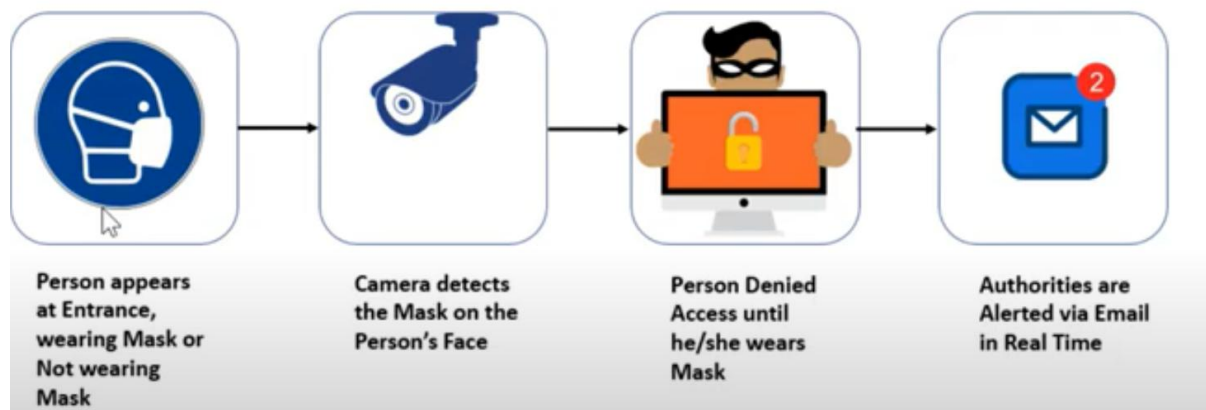 2
Person appears
at Entrance,
wearing Mask or
Not wearing
Mask
Camera detects
the Mask on the
Person's Face
Person Denied
Access until
he/she wears
Mask
Authorities are
Alerted via Email
in Real Time